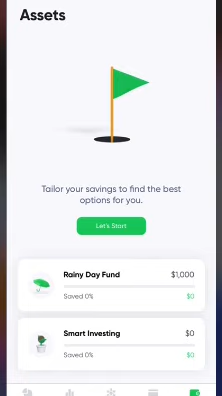 Assets
Tailor your savings to find the best
options for you.
Let's Start
Rainy Day Fund $1,000
Saved 0% $0
Smart Investing $0
Saved 0% $0